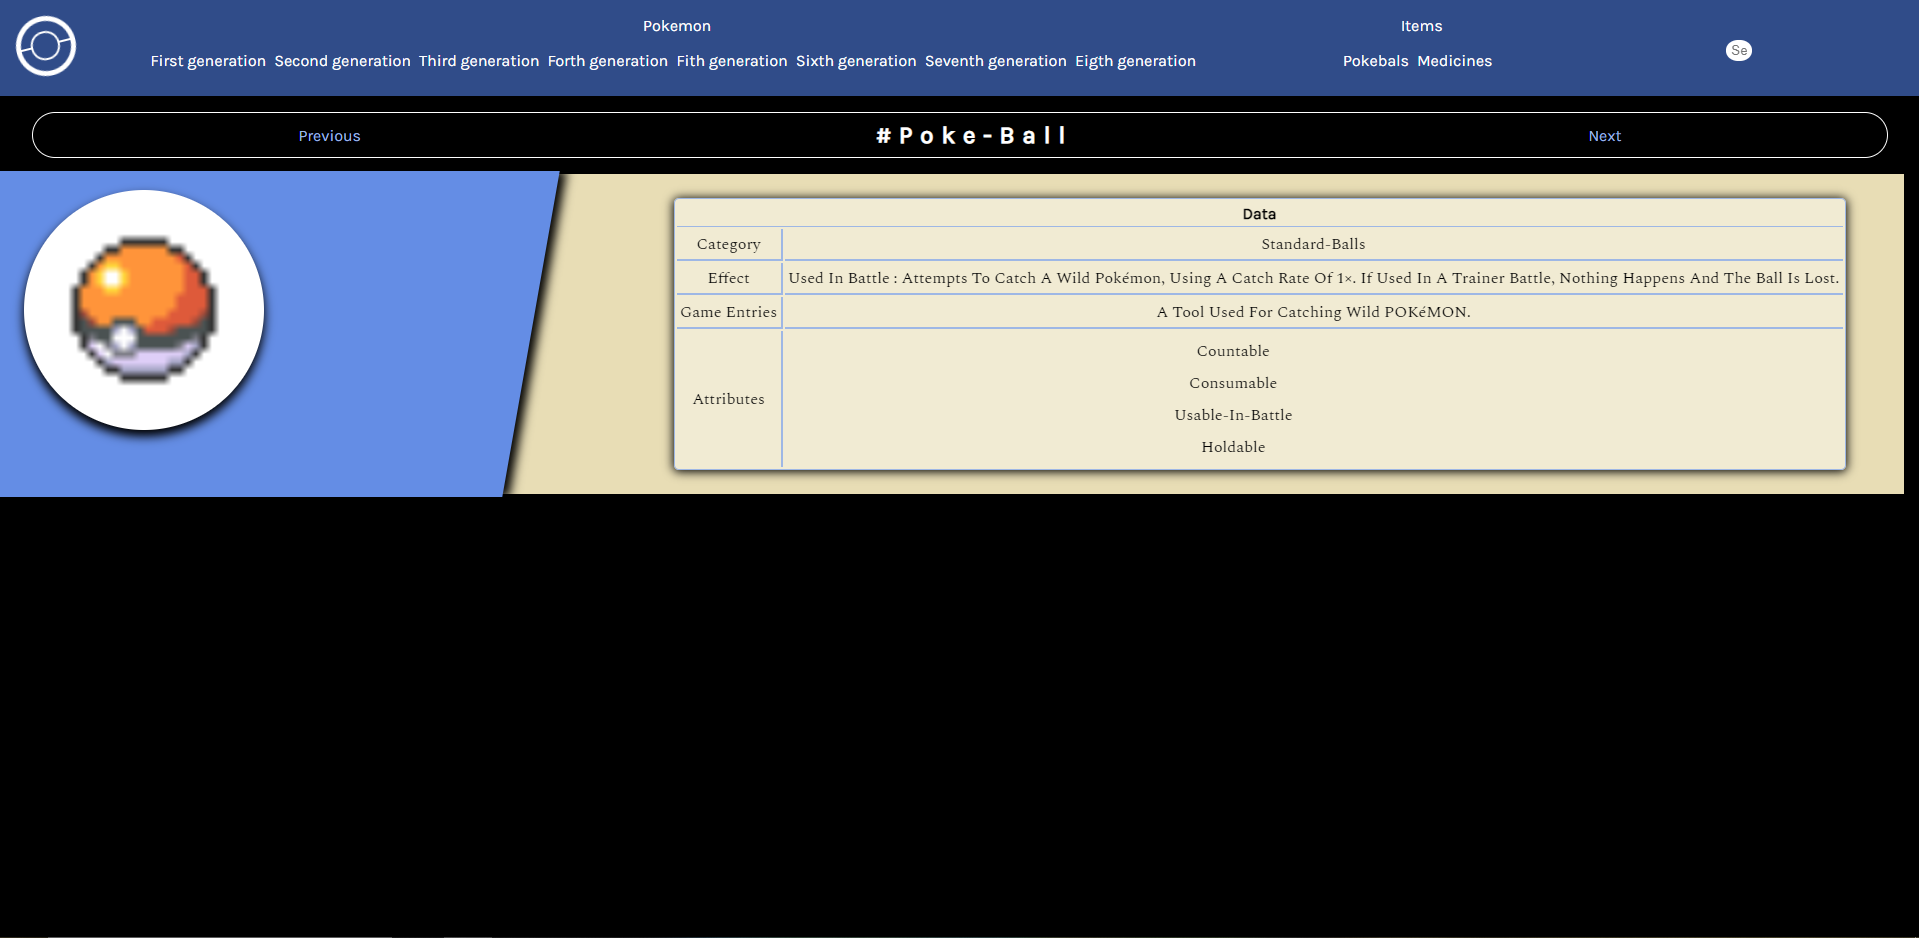 Pokemon
Items
First generation Second generation Third generation Forth generation Fith generation Sixth generation Seventh generation Eigth generation
Pokebals Medicines
Se
Previous
#Poke-Ball
Next
Data
Category
Standard-Balls
Effect
Used In Battle : Attempts To Catch A Wild Pokémon, Using A Catch Rate Of 1×. If Used In A Trainer Battle, Nothing Happens And The Ball Is Lost.
Game Entries
A Tool Used For Catching Wild POKéMON.
Attributes
Countable
Consumable
Usable-In-Battle
Holdable